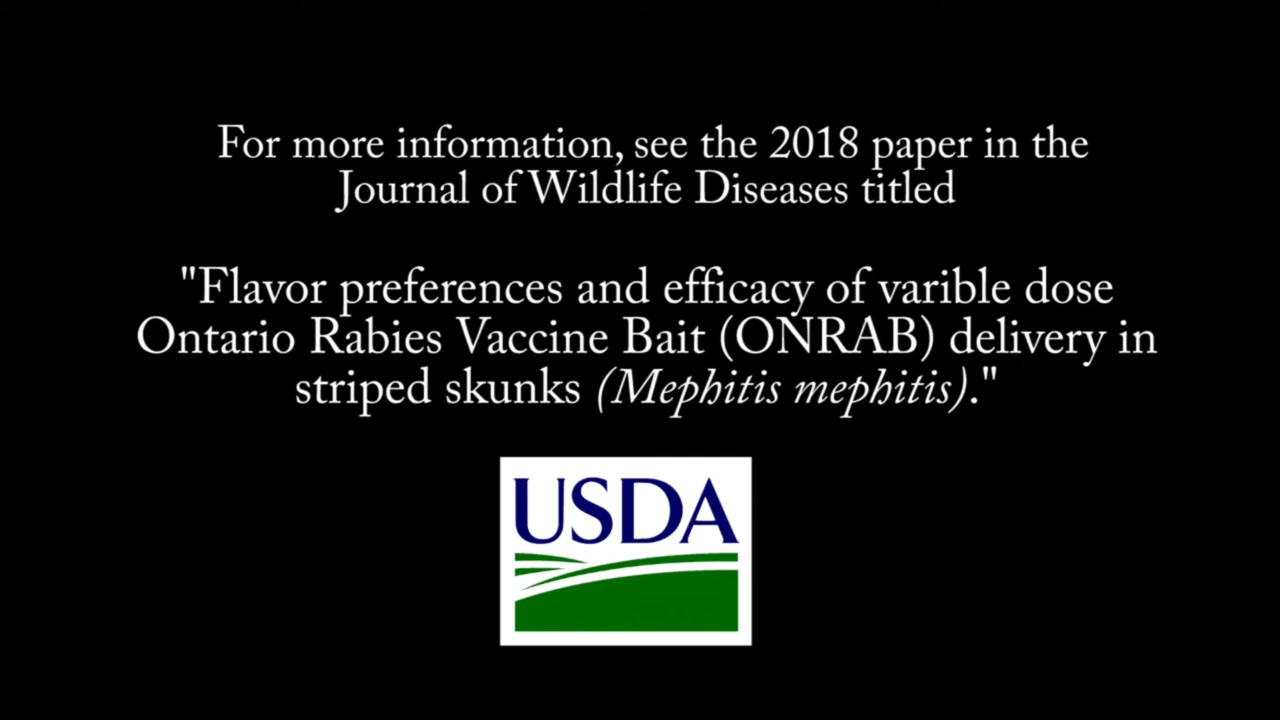 For more information, see the 2018 paper in the
Journal of Wildlife Diseases titled
"Flavor preferences and efficacy of varible dose
Ontario Rabies Vaccine Bait (ONRAB) delivery in
striped skunks (Mephitis mephitis)."
USDA